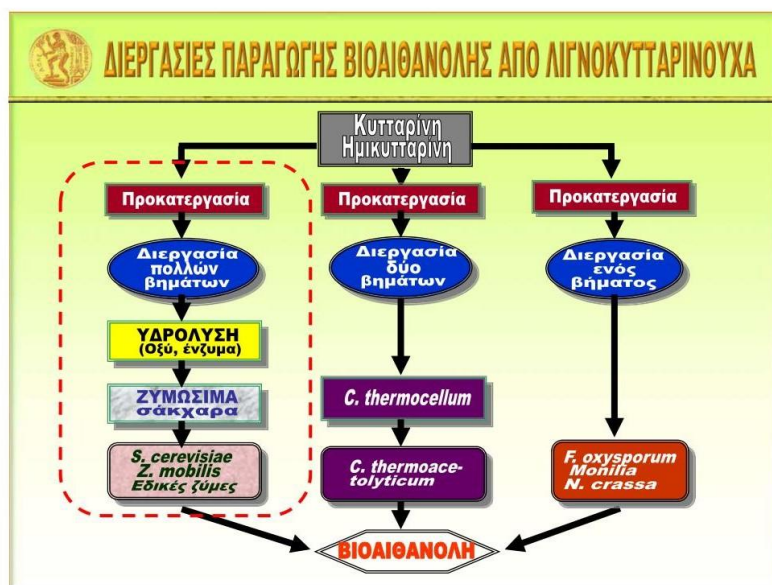 ΔΙΕΡΓΑΣΙΕΣ ΠΑΡΑΓΩΓΗΣ ΒΙΟΑΙΘΑΝΟΛΗΣ ΑΠΟ ΛΙΓΝΟΚΥΤΤΑΡΙΝΟΥΧΑ
Κυτταρίνη
Ημικυτταρίνη
Προκατεργασία
Διεργασία
πολλών
βημάτων
ΥΔΡΟΛΥΣΗ
(Οξύ, ένζυμα)
ΖΥΜΩΣΙΜΑ
σάκχαρα
S. cerevisiae
Z. mobilis
Εδικές ζύμες
Προκατεργασία
Διεργασία
δύο
βημάτων
C. thermocellum
C. thermoace-
tolyticum
Προκατεργασία
Διεργασία
ενός
βήματος
F. oxysporum
Monilia
N. crassa
ΒΙΟΑΙΘΑΝΟΛΗ